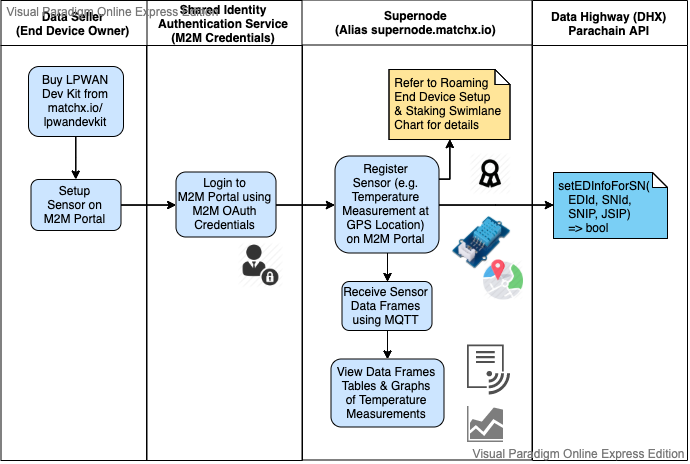 Visual Paradigm Online Express Edition
Data Seller
(End Device Owner)
Shared Identity
Authentication Service
(M2M Credentials)
Supernode
(Alias supernode.matchx.io)
Data Highway (DHX)
Parachain API
Buy LPWAN
Dev Kit from
matchx.io/
lpwandevkit
Setup
Sensor on
M2M Portal
Login to
M2M Portal using
M2M OAuth
Credentials
Refer to Roaming
End Device Setup
& Staking Swimlane
Chart for details
Register
Sensor (e.g.
Temperature
Measurement at
GPS Location)
on M2M Portal
setEDInfoForSN(
EDId, SNId,
SNIP, JSIP)
=> bool
Receive Sensor
Data Frames
using MQTT
View Data Frames
Tables & Graphs
of Temperature
Measurements
Visual Paradigm Online Express Edition